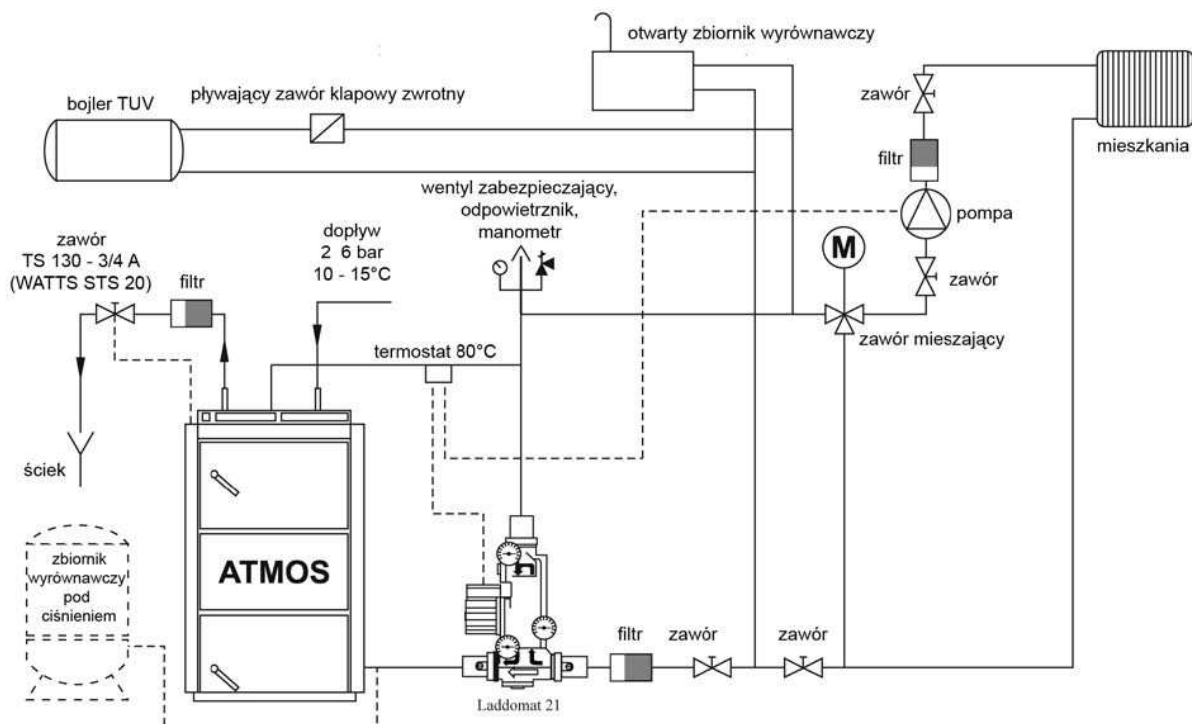 otwarty zbiornik wyrównawczy
bojler TUV
pływający zawór klapowy zwrotny
zawór
mieszkania
filtr
wentyl zabezpieczający,
odpowietrznik,
manometr
pompa
zawór
TS 130 - 3/4 A
(WATTS STS 20)
filtr
dopływ
2 6 bar
10 - 15°C
M
zawór
zawór mieszający
termostat 80°C
ściek
ATMOS
zbiornik
wyrównawczy
pod
ciśnieniem
filtr
zawór
zawór
Laddomat 21